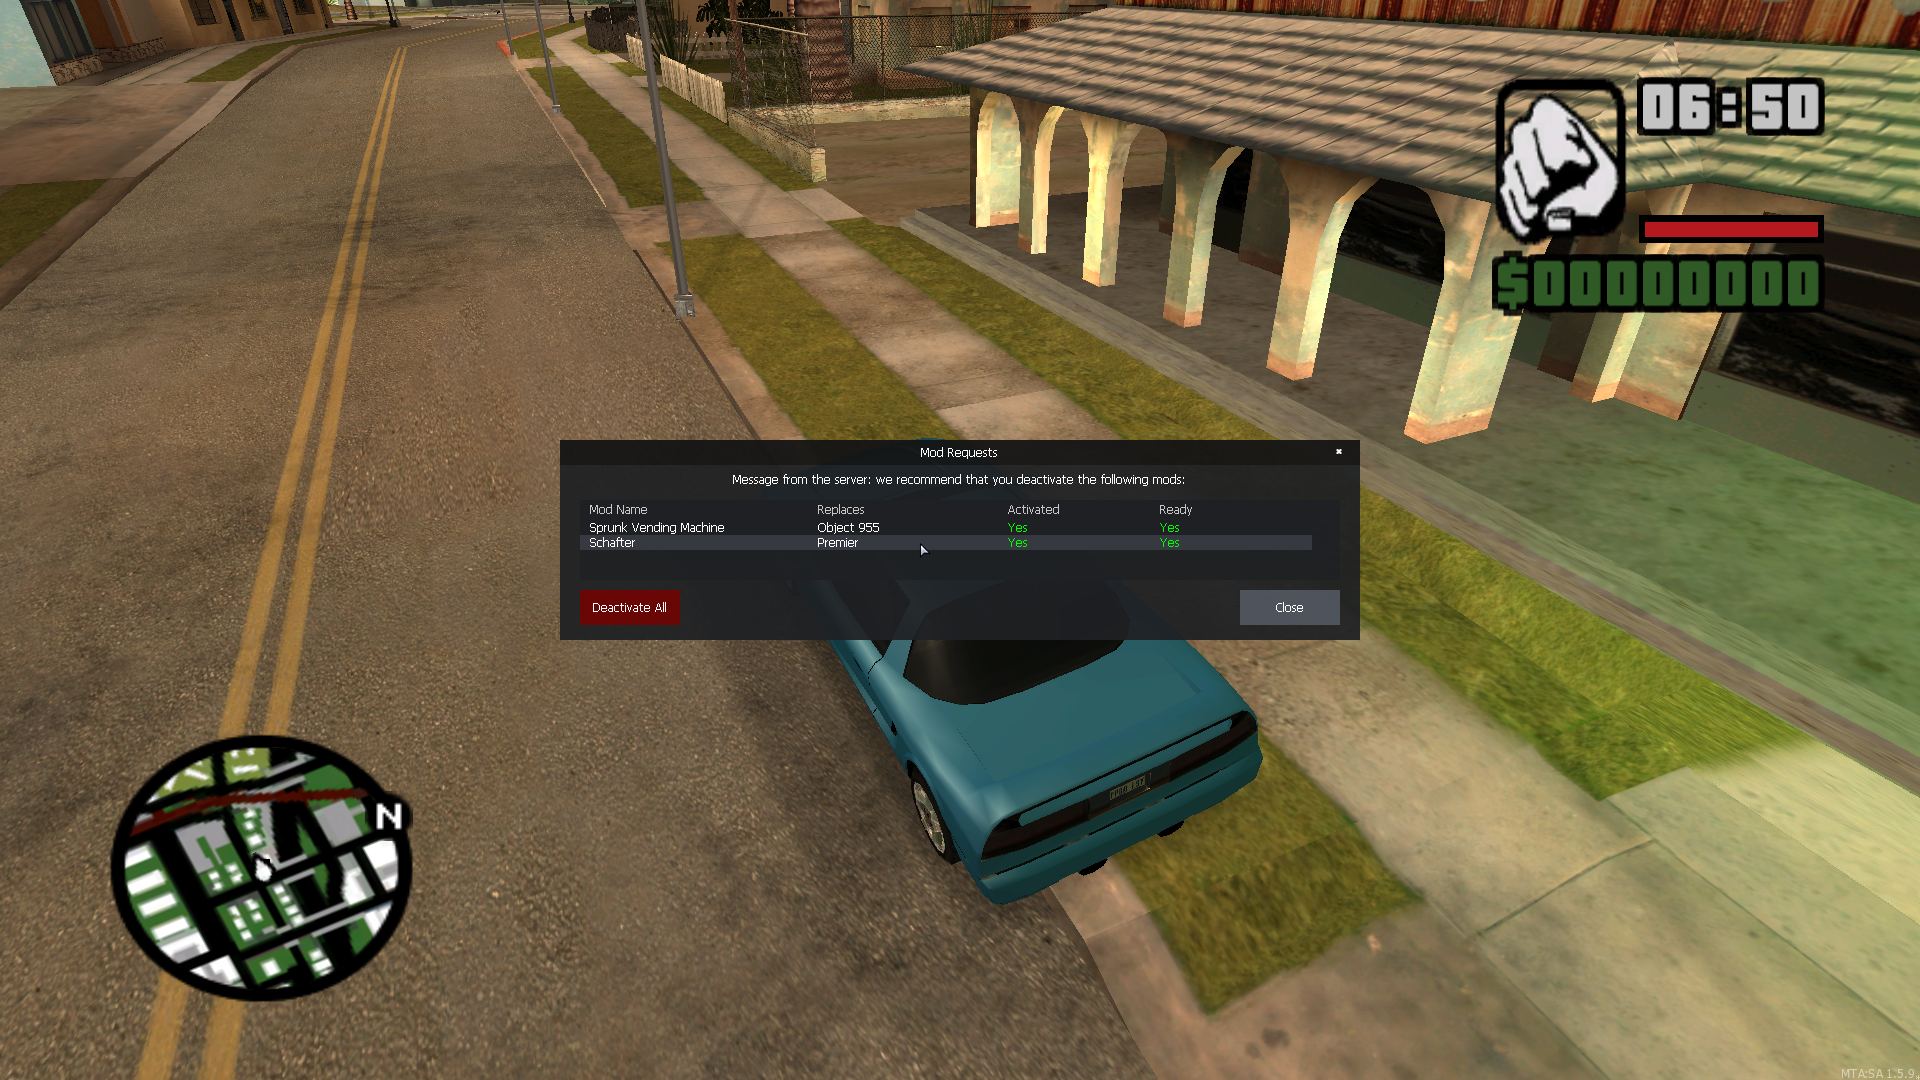 06:50
$00000000
Mod Requests
Message from the server: we recommend that you deactivate the following mods:
Mod Name Replaces Activated Ready
Sprunk Vending Machine Object 955 Yes Yes
Schafter Premier Yes Yes
Deactivate All Close
N
MTA:SA 1.5.9